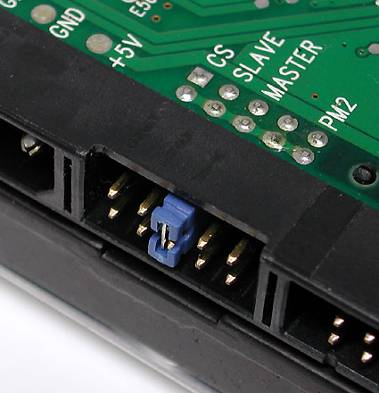 GND
+5V
CS
SLAVE
MASTER
PM2